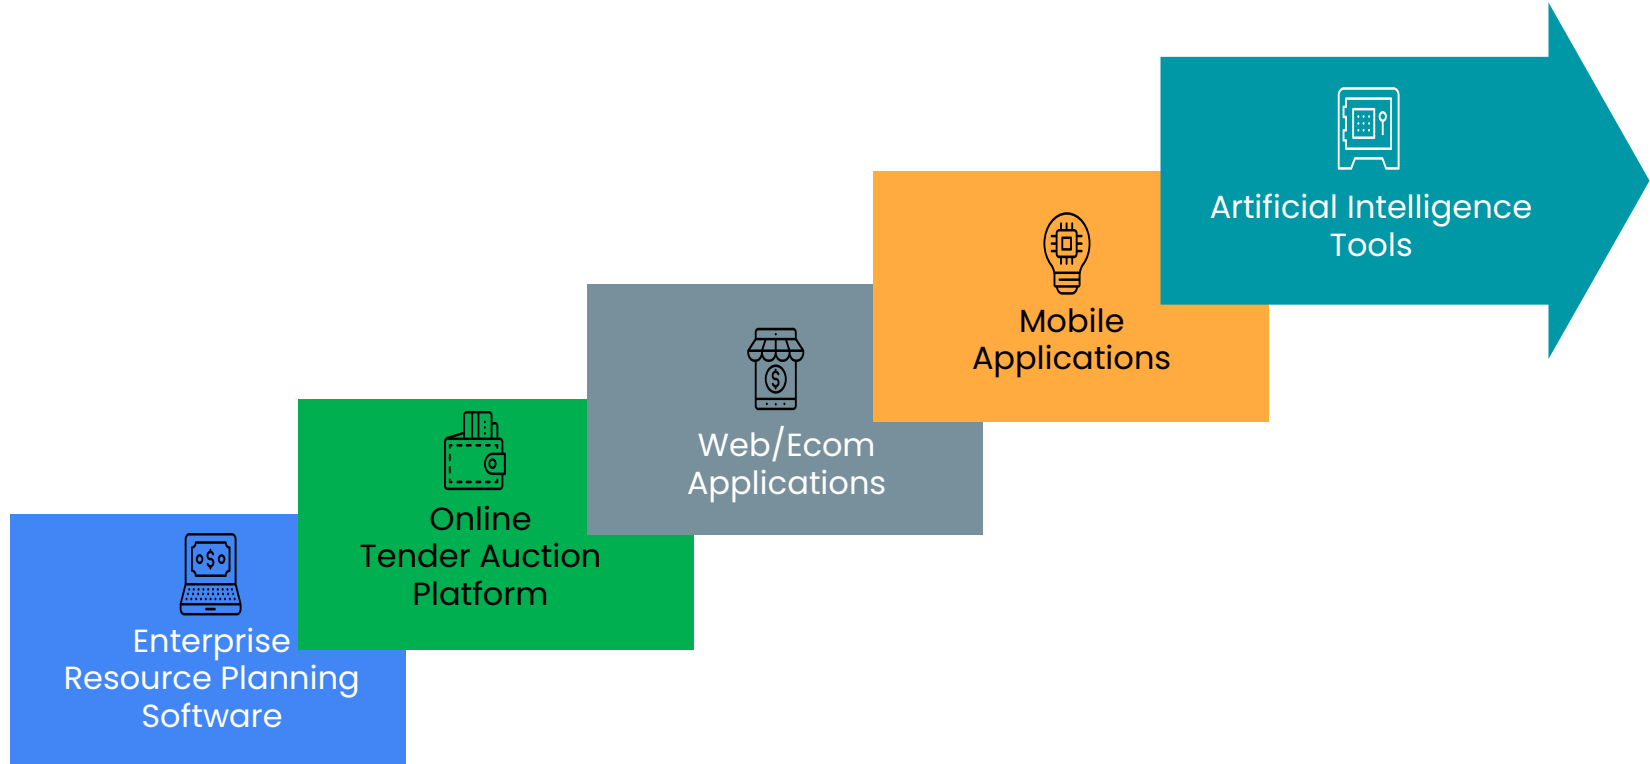 Enterprise
Resource Planning
Software
Online
Tender Auction
Platform
Web/Ecom
Applications
Mobile
Applications
Artificial Intelligence
Tools